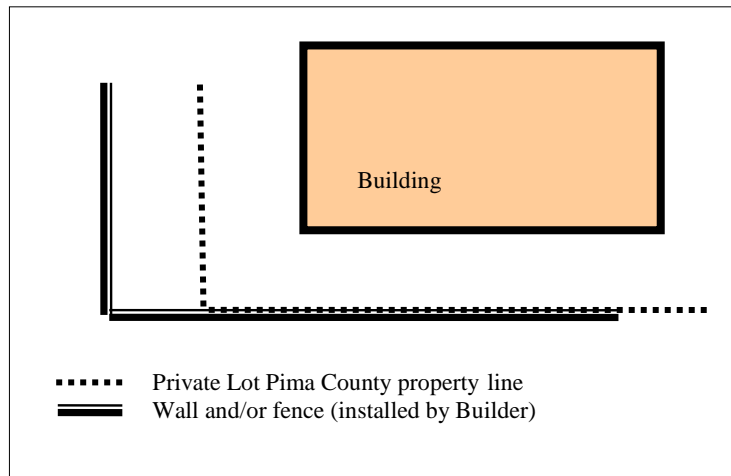 Building
Private Lot Pima County property line
Wall and/or fence (installed by Builder)